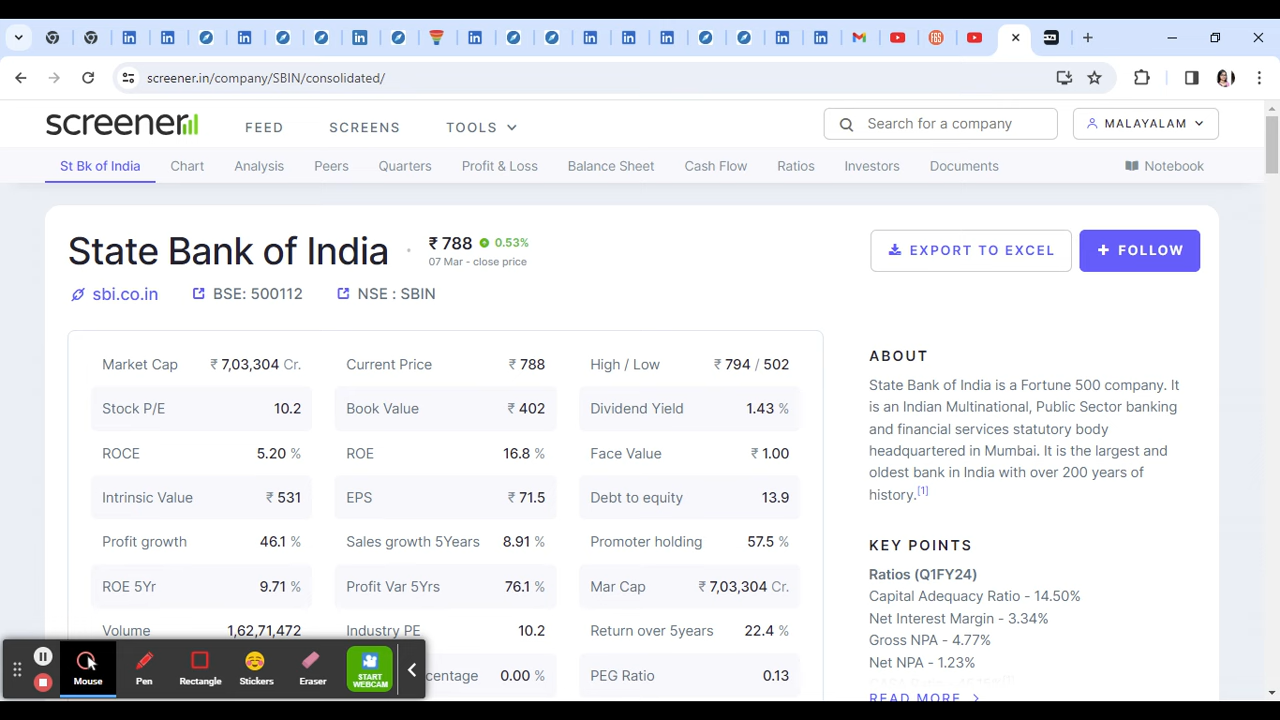 screener.in/company/SBIN/consolidated/
screener
FEED SCREENS TOOLS
Search for a company
MALAYALAM
St Bk of India Chart Analysis Peers Quarters Profit & Loss Balance Sheet Cash Flow Ratios Investors Documents Notebook
State Bank of India
₹ 788 0.53%
07 Mar - close price
EXPORT TO EXCEL
+ FOLLOW
sbi.co.in BSE: 500112 NSE : SBIN
Market Cap ₹ 7,03,304 Cr. Current Price ₹ 788 High / Low ₹ 794 / 502
Stock P/E 10.2 Book Value ₹ 402 Dividend Yield 1.43 %
ROCE 5.20 % ROE 16.8 % Face Value ₹ 1.00
Intrinsic Value ₹ 531 EPS ₹ 71.5 Debt to equity 13.9
Profit growth 46.1 % Sales growth 5Years 8.91 % Promoter holding 57.5 %
ROE 5Yr 9.71 % Profit Var 5Yrs 76.1 % Mar Cap ₹ 7,03,304 Cr.
Volume 1,62,71,472 Industry PE 10.2 Return over 5years 22.4 %
centage 0.00 % PEG Ratio 0.13
ABOUT
State Bank of India is a Fortune 500 company. It
is an Indian Multinational, Public Sector banking
and financial services statutory body
headquartered in Mumbai. It is the largest and
oldest bank in India with over 200 years of
history.[1]
KEY POINTS
Ratios (Q1FY24)
Capital Adequacy Ratio - 14.50%
Net Interest Margin - 3.34%
Gross NPA - 4.77%
Net NPA - 1.23%
READ MORE
Mouse Pen Rectangle Stickers Eraser START
WEBCAM